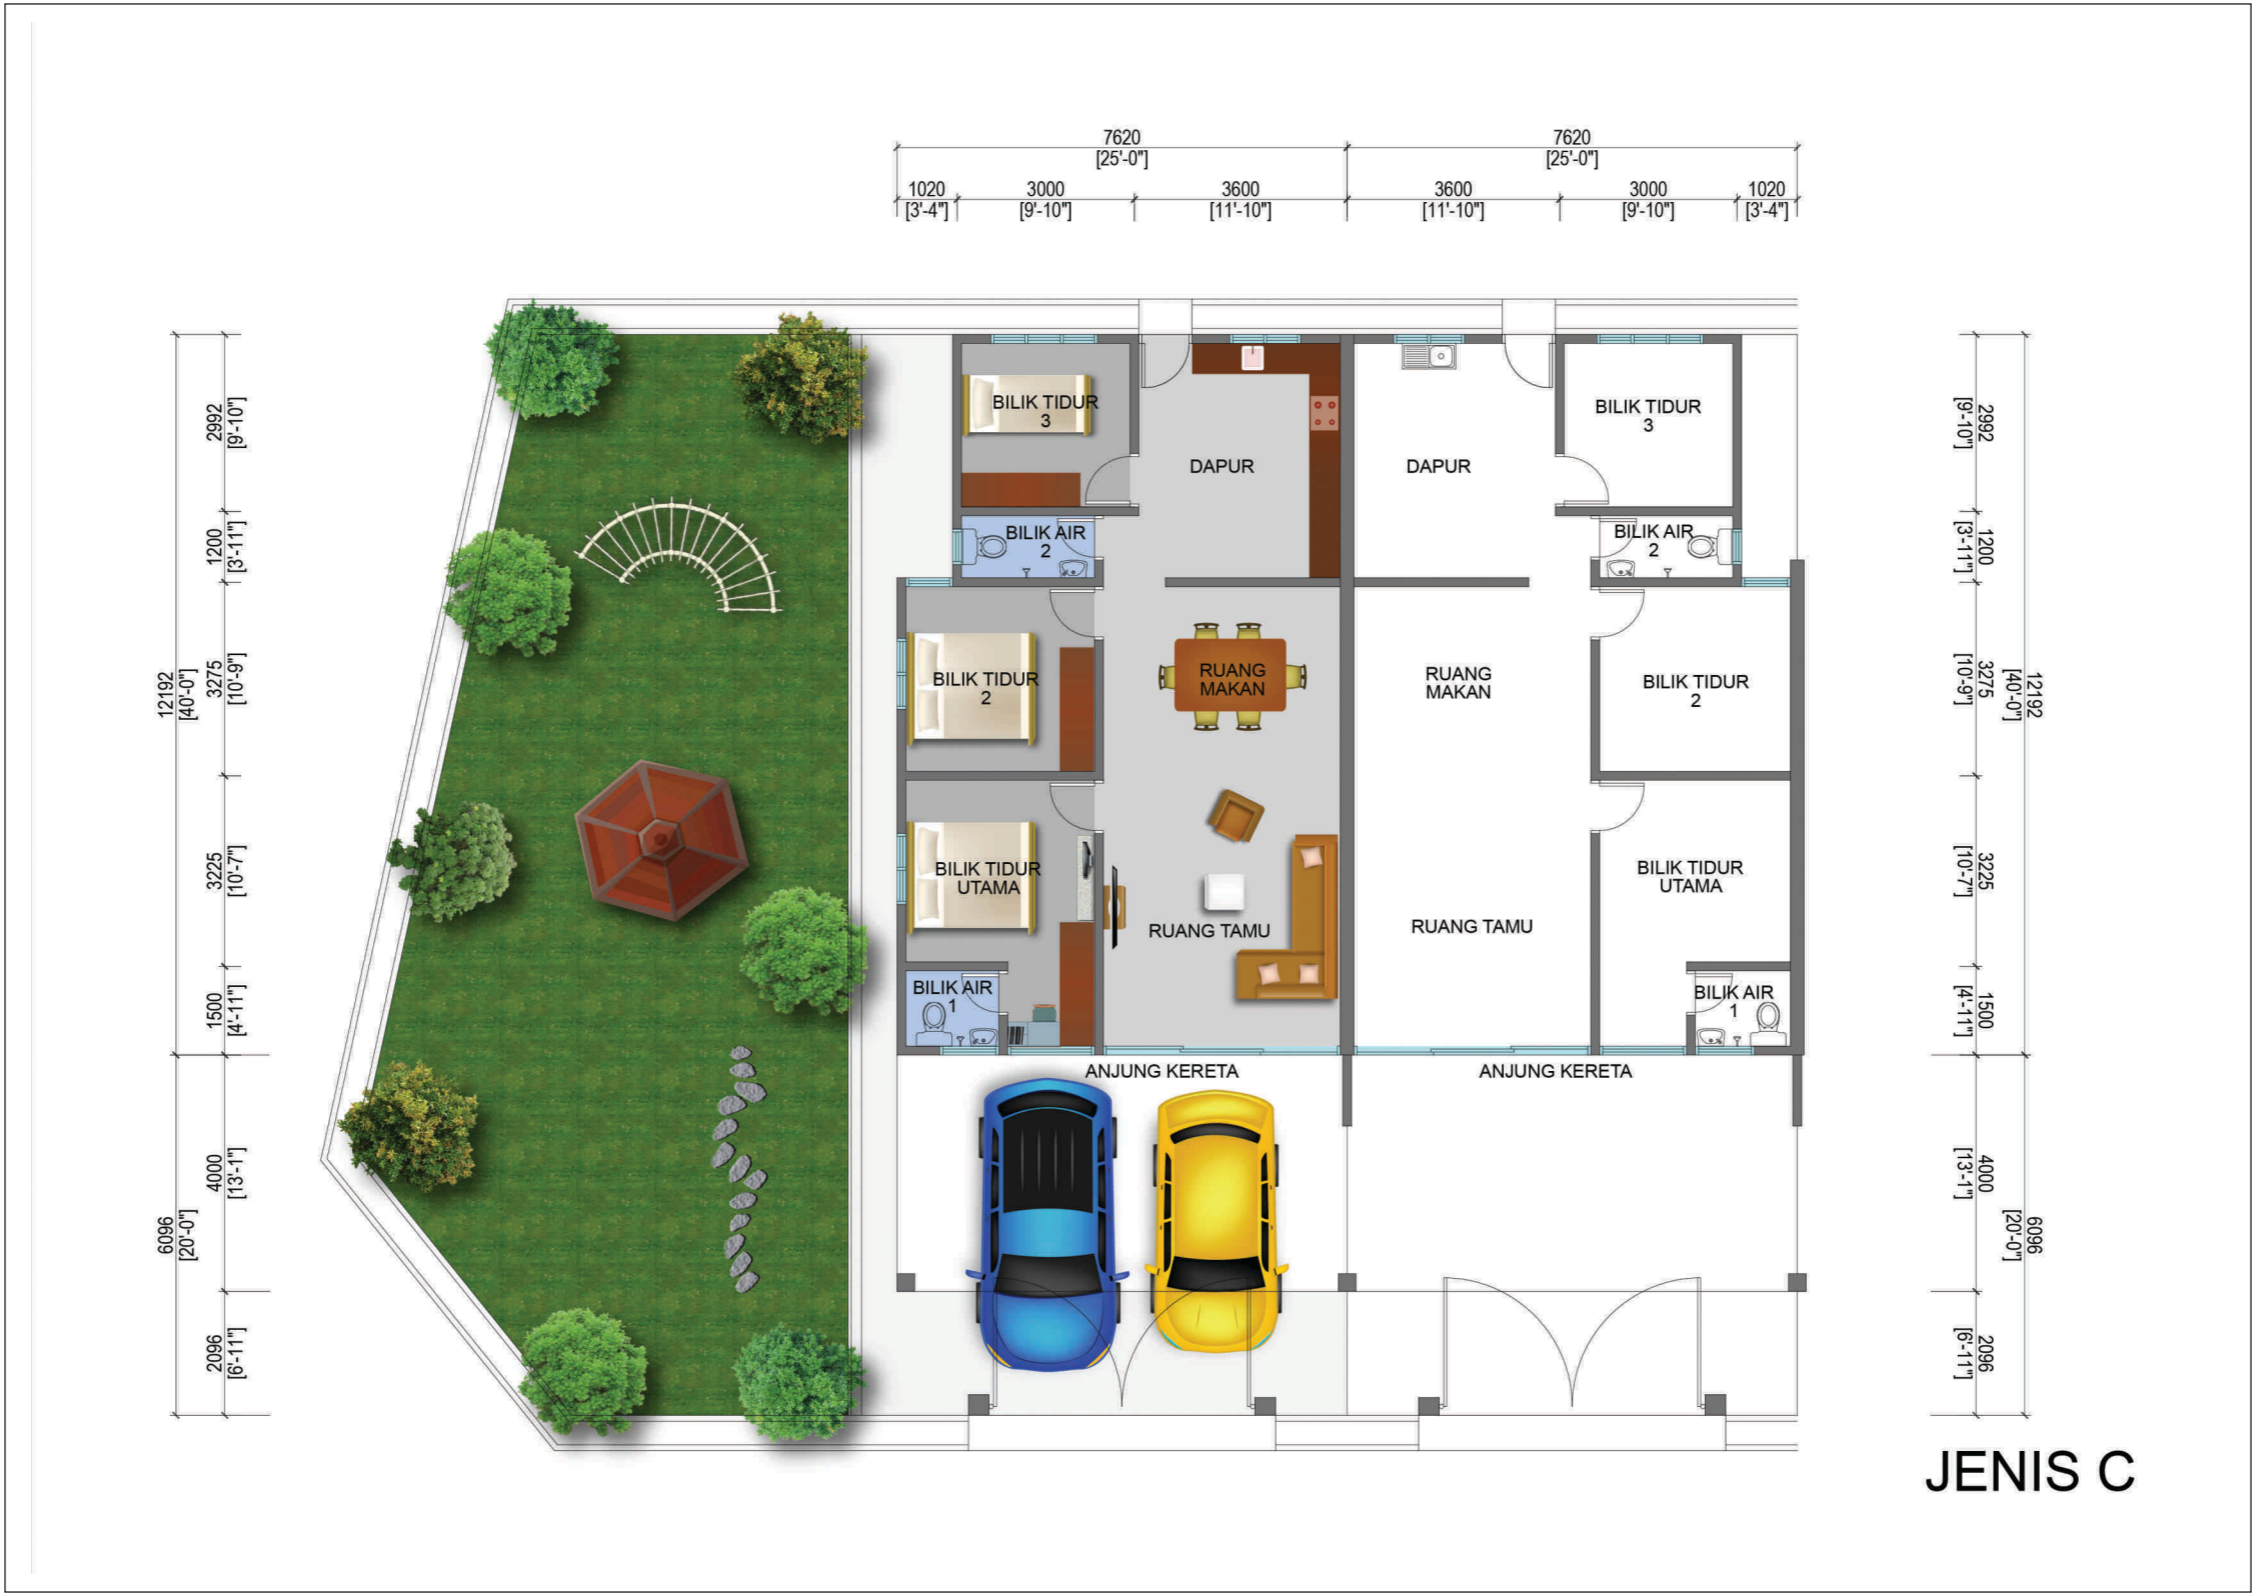 7620
[25'-0"]
7620
[25'-0"]
1020
[3'-4"]
3000
[9'-10"]
3600
[11'-10"]
3600
[11'-10"]
3000
[9'-10"]
1020
[3'-4"]
12192
[40'-0"]
6096
[20'-0"]
2992
[9'-10"]
1200
[3'-11"]
3275
[10'-9"]
3225
[10'-7"]
1500
[4'-11"]
4000
[13'-1"]
2096
[6'-11"]
BILIK TIDUR
3
DAPUR
BILIK AIR
2
BILIK TIDUR
2
RUANG
MAKAN
BILIK TIDUR
UTAMA
RUANG TAMU
BILIK AIR
1
ANJUNG KERETA
DAPUR
BILIK TIDUR
3
BILIK AIR
2
RUANG
MAKAN
BILIK TIDUR
2
BILIK TIDUR
UTAMA
RUANG TAMU
BILIK AIR
1
ANJUNG KERETA
2992
[9'-10"]
1200
[3'-11"]
3275
[10'-9"]
3225
[10'-7"]
1500
[4'-11"]
4000
[13'-1"]
2096
[6'-11"]
12192
[40'-0"]
6096
[20'-0"]
JENIS C